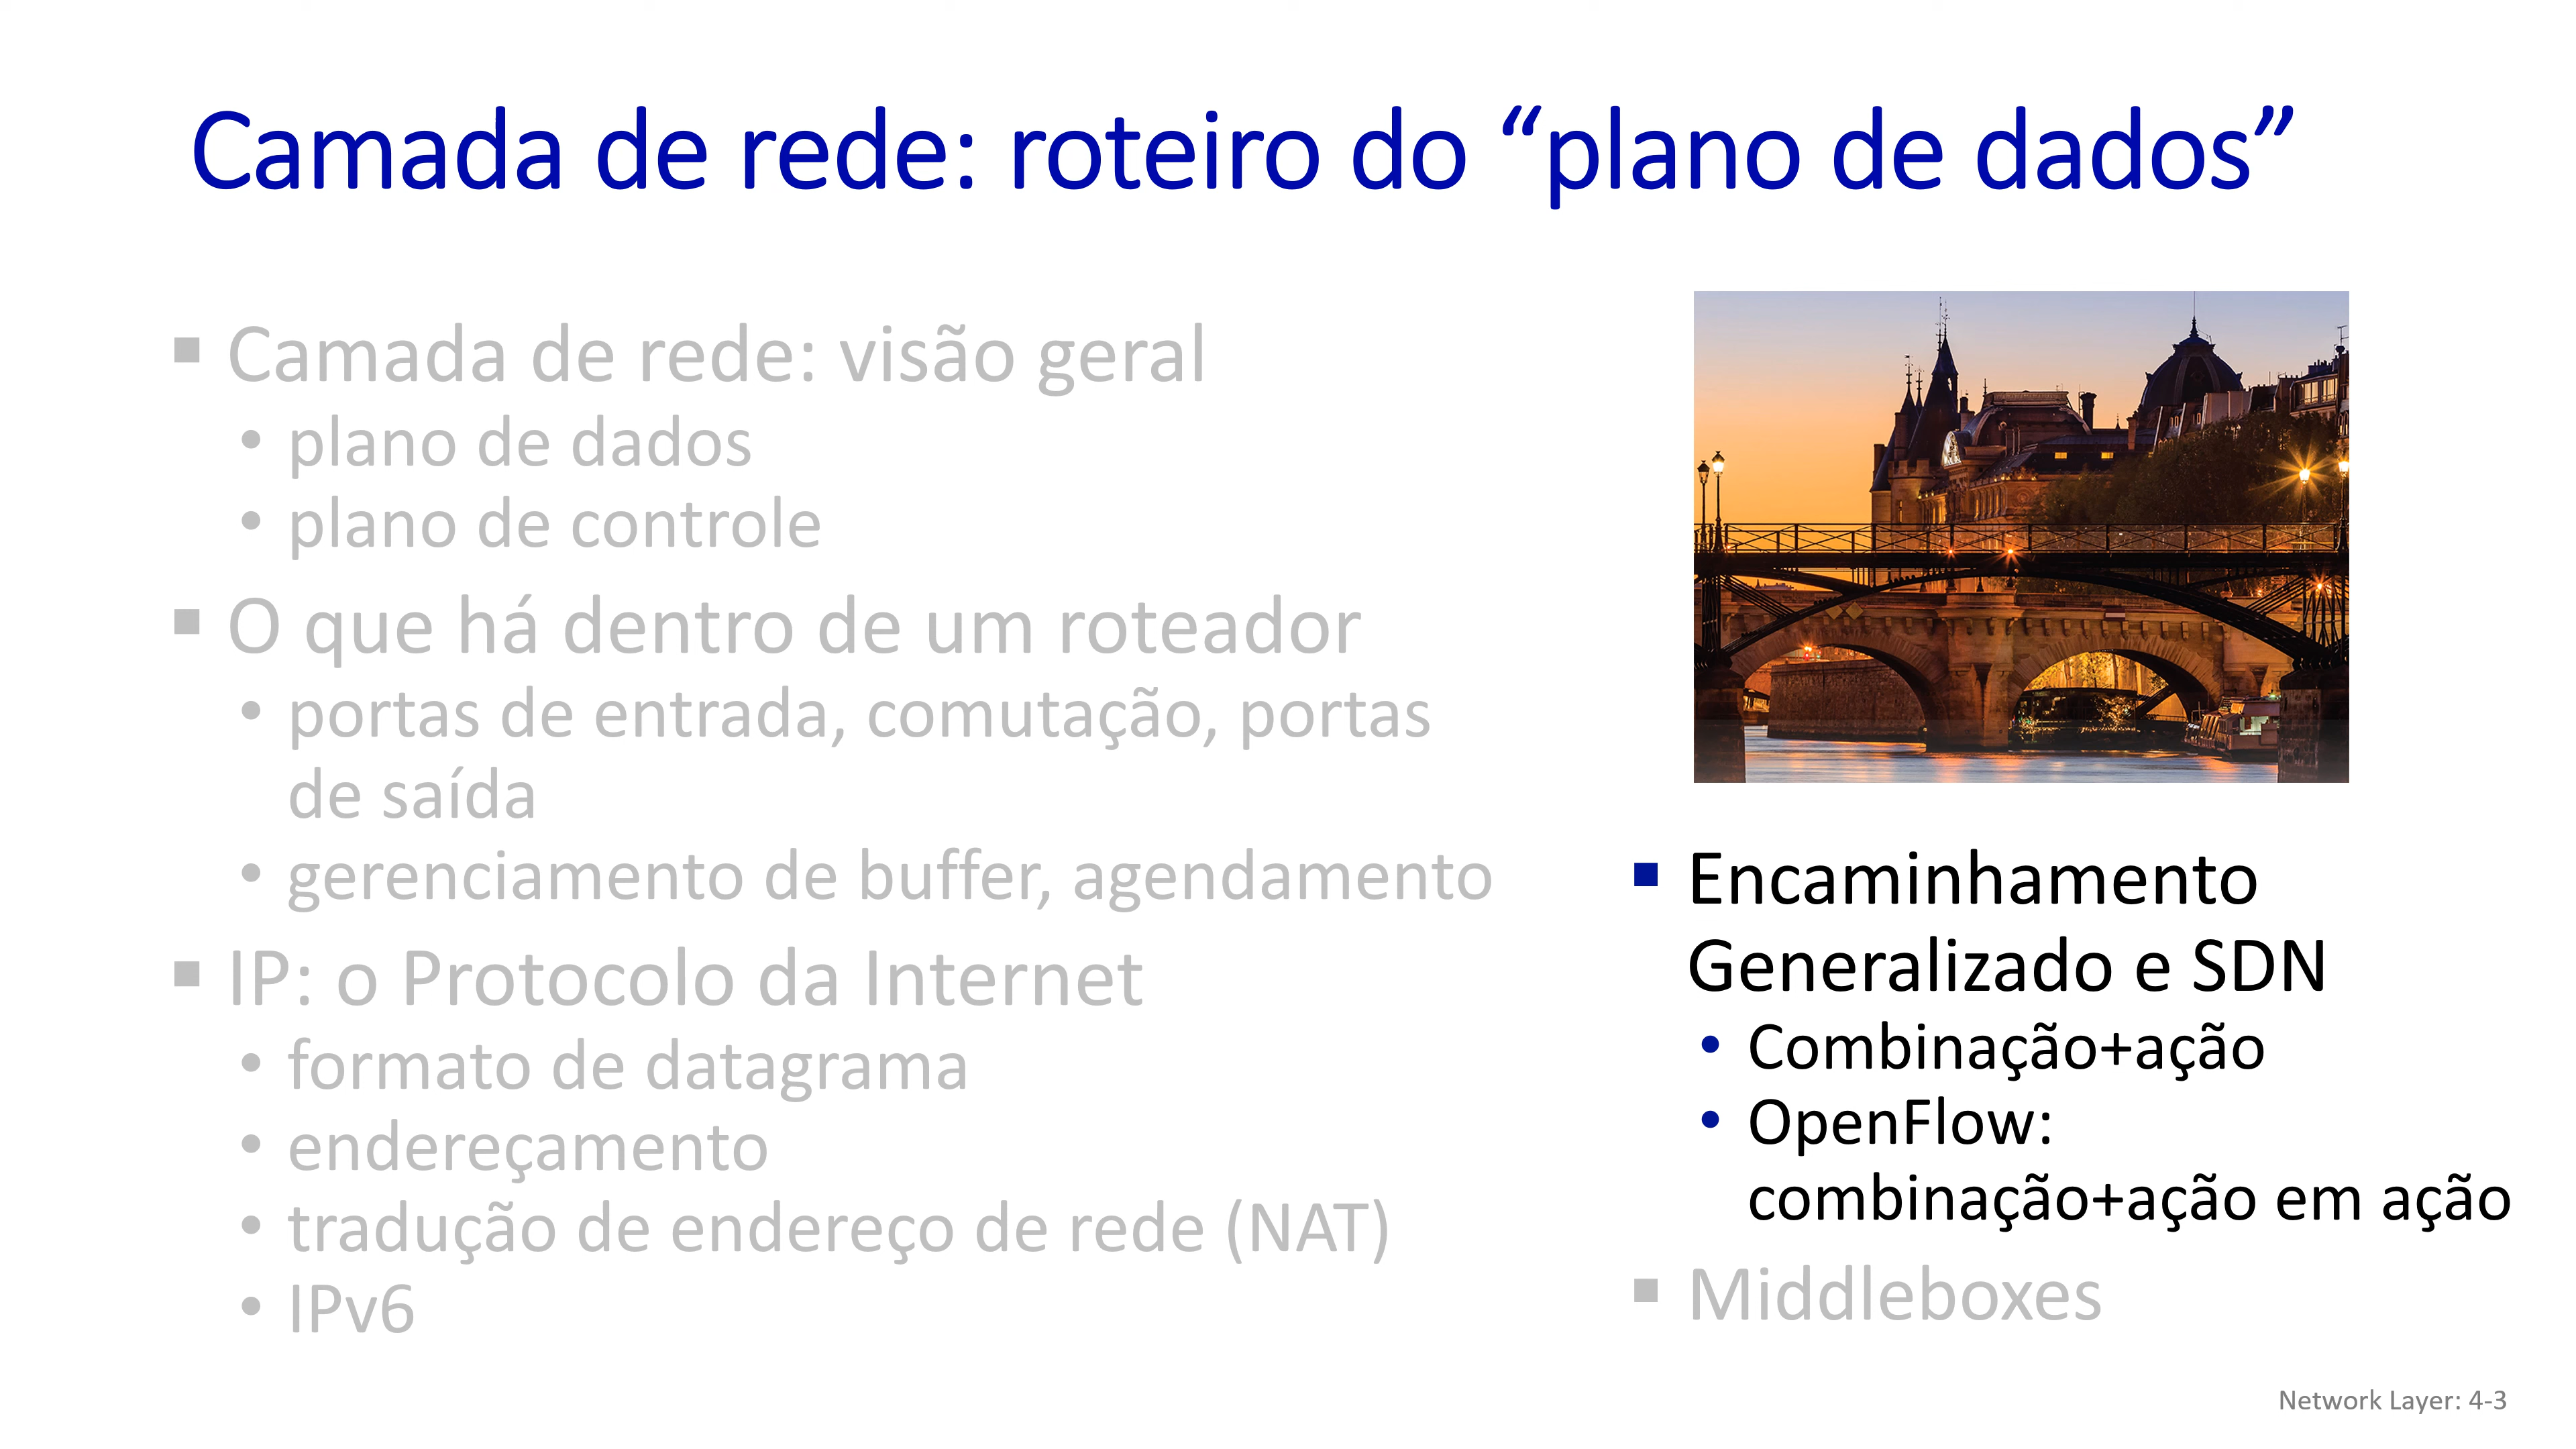 Camada de rede: roteiro do “plano de dados”
▪ Camada de rede: visão geral
• plano de dados
• plano de controle
▪ O que há dentro de um roteador
• portas de entrada, comutação, portas
de saída
• gerenciamento de buffer, agendamento
▪ IP: o Protocolo da Internet
• formato de datagrama
• endereçamento
• tradução de endereço de rede (NAT)
• IPv6
▪ Encaminhamento
Generalizado e SDN
• Combinação+ação
• OpenFlow:
combinação+ação em ação
▪ Middleboxes
Network Layer: 4-3